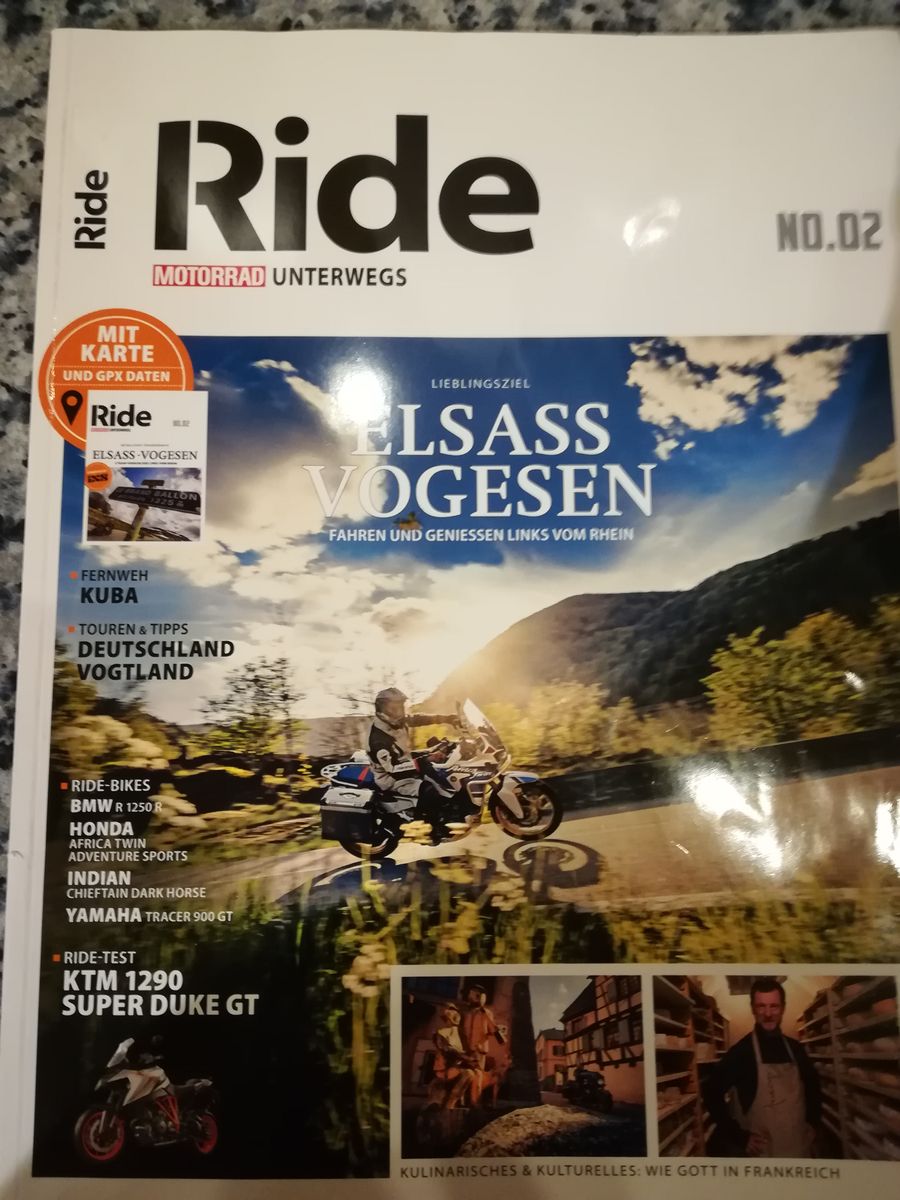 Ride
Ride
NO.02
MOTORRAD UNTERWEGS
MIT
KARTE
UND GPX DATEN
Ride
NO.02
ELSASS · VOGESEN
LIEBLINGSZIEL
ELSASS
VOGESEN
FAHREN UND GENIESSEN LINKS VOM RHEIN
FERNWEH
KUBA
TOUREN & TIPPS
DEUTSCHLAND
VOGTLAND
RIDE-BIKES
BMW R 1250 R
HONDA
AFRICA TWIN
ADVENTURE SPORTS
INDIAN
CHIEFTAIN DARK HORSE
YAMAHA TRACER 900 GT
RIDE-TEST
KTM 1290
SUPER DUKE GT
KULINARISCHES & KULTURELLES: WIE GOTT IN FRANKREICH